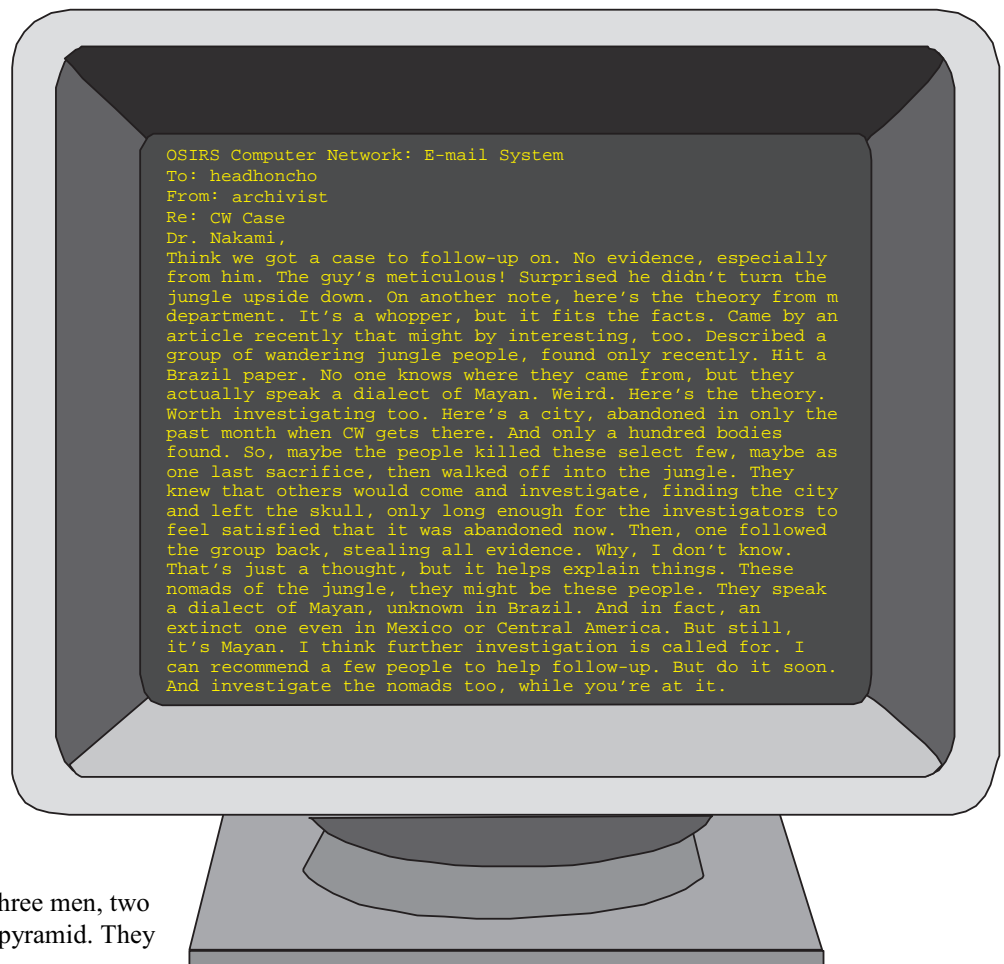 OSIRS Computer Network: E-mail System
To: headhoncho
From: archivist
Re: CW Case
Dr. Nakami,
Think we got a case to follow-up on. No evidence, especially
from him. The guy's meticulous! Surprised he didn't turn the
jungle upside down. On another note, here's the theory from m
department. It's a whopper, but it fits the facts. Came by an
article recently that might by interesting, too. Described a
group of wandering jungle people, found only recently. Hit a
Brazil paper. No one knows where they came from, but they
actually speak a dialect of Mayan. Weird. Here's the theory.
Worth investigating too. Here's a city, abandoned in only the
past month when CW gets there. And only a hundred bodies
found. So, maybe the people killed these select few, maybe as
one last sacrifice, then walked off into the jungle. They
knew that others would come and investigate, finding the city
and left the skull, only long enough for the investigators to
feel satisfied that it was abandoned now. Then, one followed
the group back, stealing all evidence. Why, I don't know.
That's just a thought, but it helps explain things. These
nomads of the jungle, they might be these people. They speak
a dialect of Mayan, unknown in Brazil. And in fact, an
extinct one even in Mexico or Central America. But still,
it's Mayan. I think further investigation is called for. I
can recommend a few people to help follow-up. But do it soon.
And investigate the nomads too, while you're at it.
hree men, two
pyramid. They